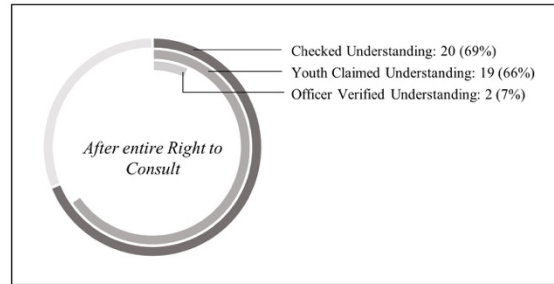 Checked Understanding: 20 (69%)
Youth Claimed Understanding: 19 (66%)
Officer Verified Understanding: 2 (7%)
After entire Right to
Consult